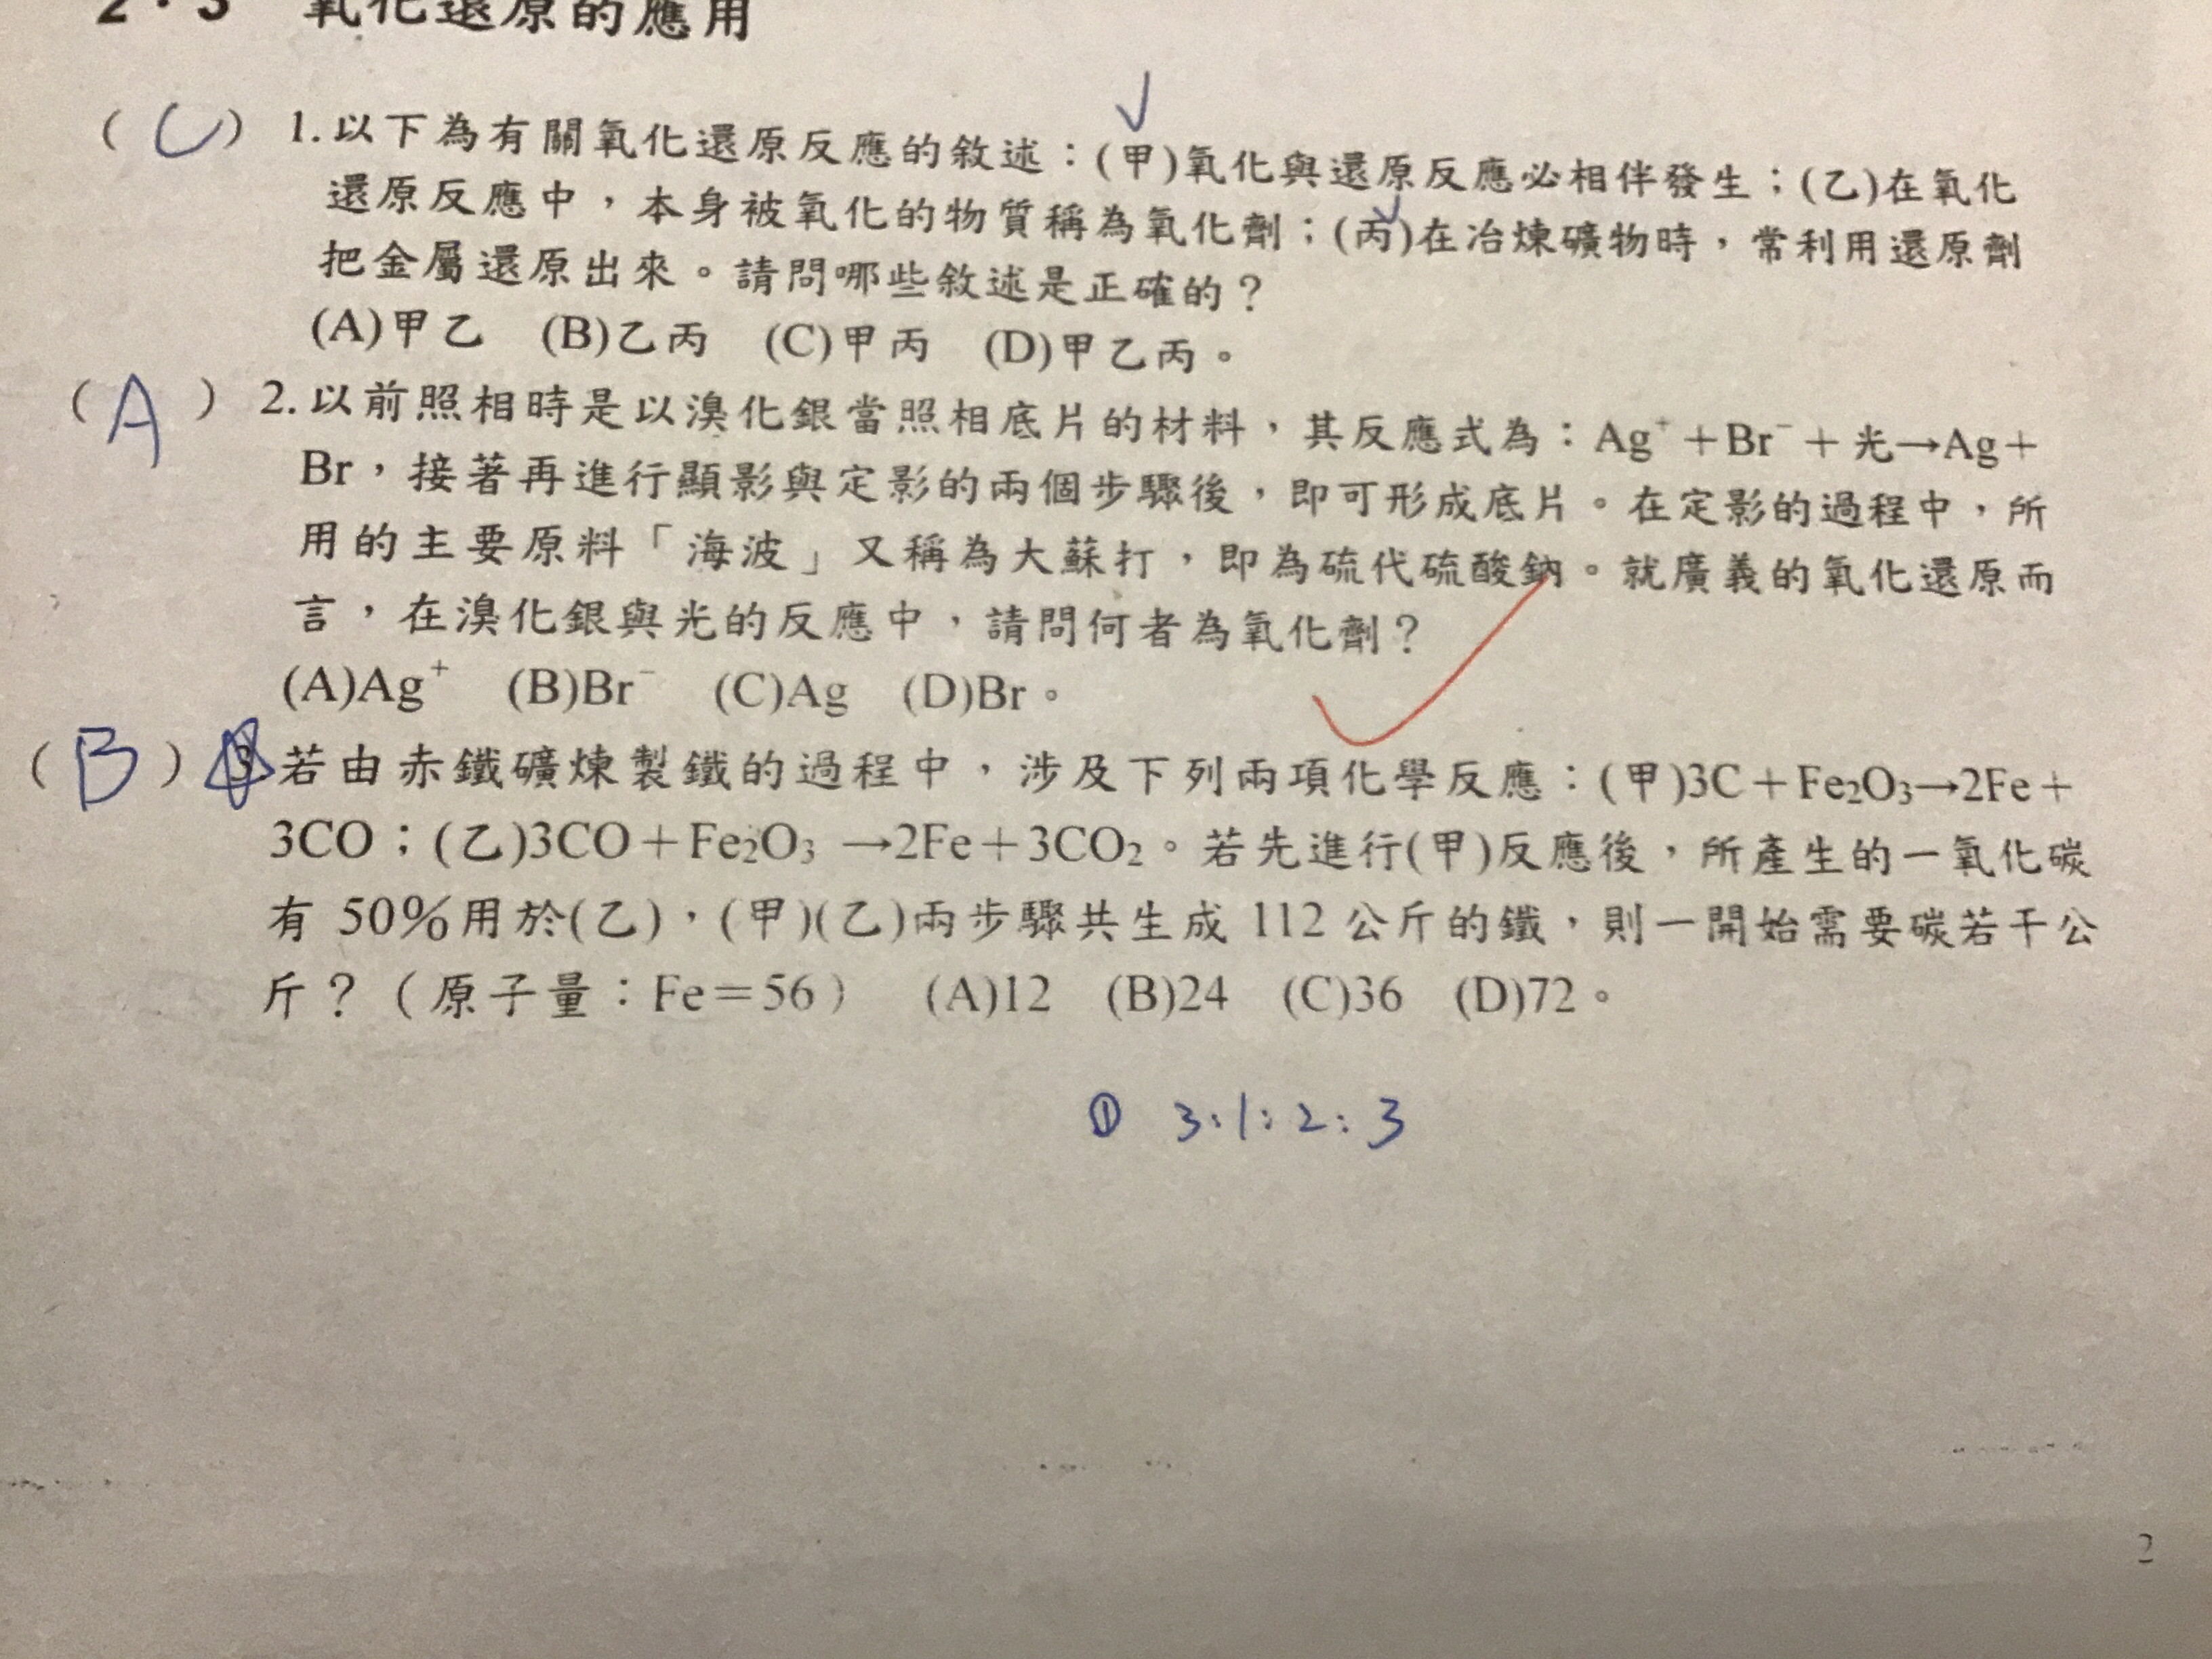 2．3 氧化還原的應用
( C ) 1.以下為有關氧化還原反應的敘述：(甲)氧化與還原反應必相伴發生；(乙)在氧化
還原反應中，本身被氧化的物質稱為氧化劑；(丙)在冶煉礦物時，常利用還原劑
把金屬還原出來。請問哪些敘述是正確的？
(A)甲乙 (B)乙丙 (C)甲丙 (D)甲乙丙。
( A ) 2.以前照相時是以溴化銀當照相底片的材料，其反應式為：Ag⁺＋Br⁻＋光→Ag＋
Br，接著再進行顯影與定影的兩個步驟後，即可形成底片。在定影的過程中，所
用的主要原料「海波」又稱為大蘇打，即為硫代硫酸鈉。就廣義的氧化還原而
言，在溴化銀與光的反應中，請問何者為氧化劑？
(A)Ag⁺ (B)Br⁻ (C)Ag (D)Br。
( B ) 3.若由赤鐵礦煉製鐵的過程中，涉及下列兩項化學反應：(甲)3C＋Fe₂O₃→2Fe＋
3CO；(乙)3CO＋Fe₂O₃→2Fe＋3CO₂。若先進行(甲)反應後，所產生的一氧化碳
有 50%用於(乙)，(甲)(乙)兩步驟共生成 112 公斤的鐵，則一開始需要碳若干公
斤？（原子量：Fe＝56） (A)12 (B)24 (C)36 (D)72。
① 3:1:2:3
2